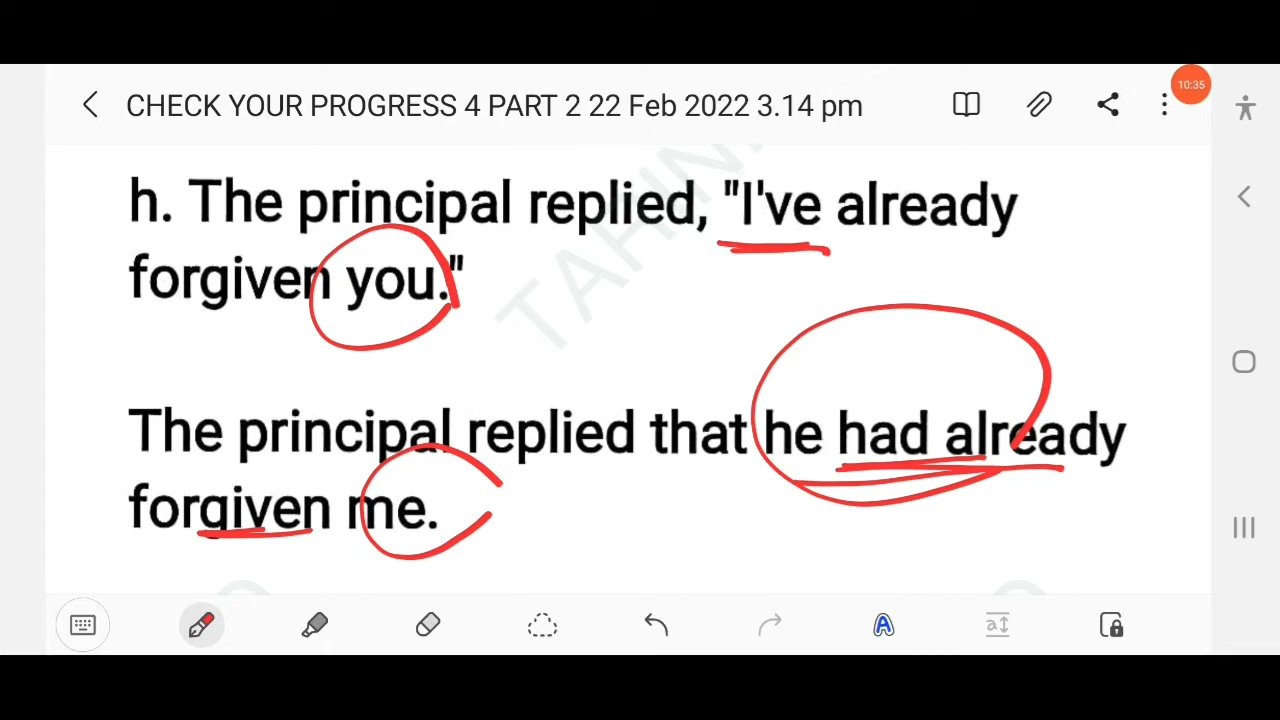 10:35
CHECK YOUR PROGRESS 4 PART 2 22 Feb 2022 3.14 pm
h. The principal replied, "I've already
forgiven you."
The principal replied that he had already
forgiven me.